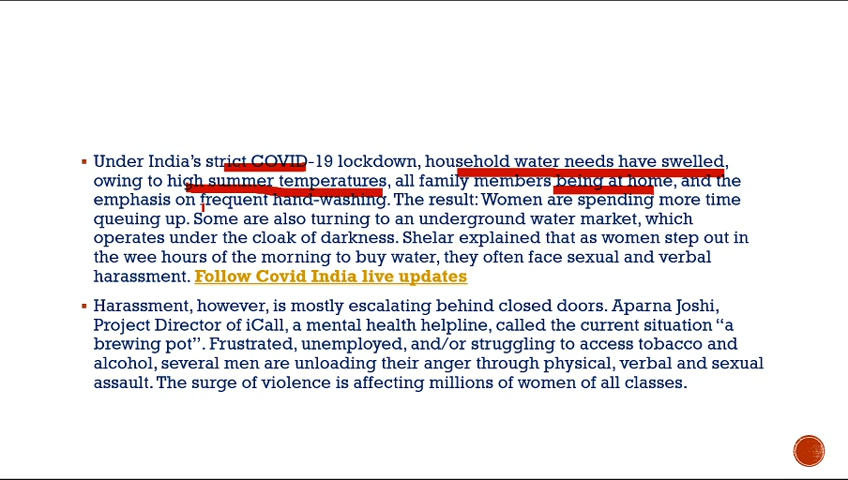 Under India's strict COVID-19 lockdown, household water needs have swelled,
owing to high summer temperatures, all family members being at home, and the
emphasis on frequent hand-washing. The result: Women are spending more time
queuing up. Some are also turning to an underground water market, which
operates under the cloak of darkness. Shelar explained that as women step out in
the wee hours of the morning to buy water, they often face sexual and verbal
harassment. Follow Covid India live updates
Harassment, however, is mostly escalating behind closed doors. Aparna Joshi,
Project Director of iCall, a mental health helpline, called the current situation “a
brewing pot”. Frustrated, unemployed, and/or struggling to access tobacco and
alcohol, several men are unloading their anger through physical, verbal and sexual
assault. The surge of violence is affecting millions of women of all classes.